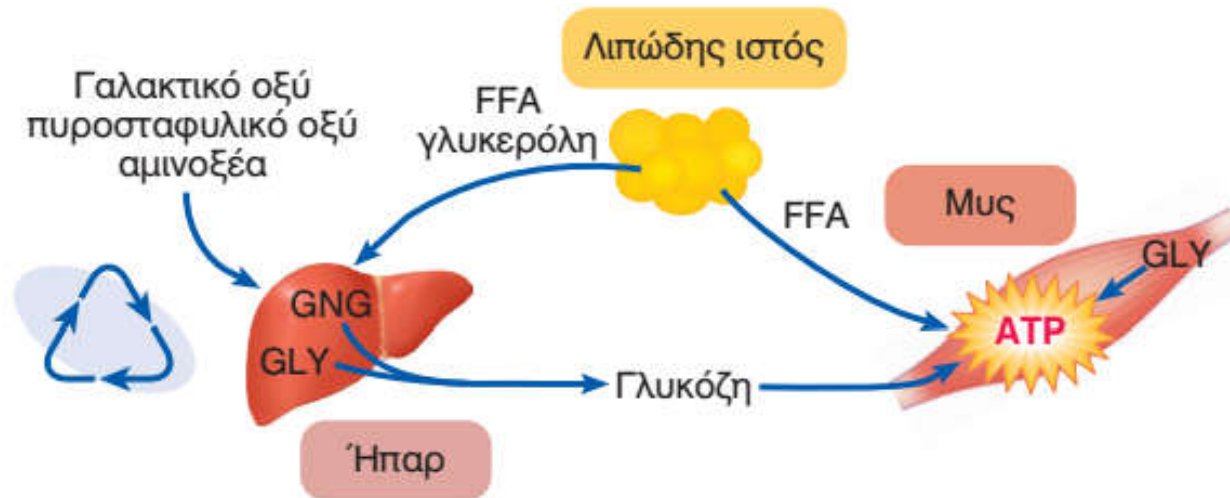 Λιπώδης ιστός
Γαλακτικό οξύ
πυροσταφυλικό οξύ
αμινοξέα
FFA
γλυκερόλη
FFA
Μυς
GLY
GNG
GLY
ATP
Γλυκόζη
Ήπαρ